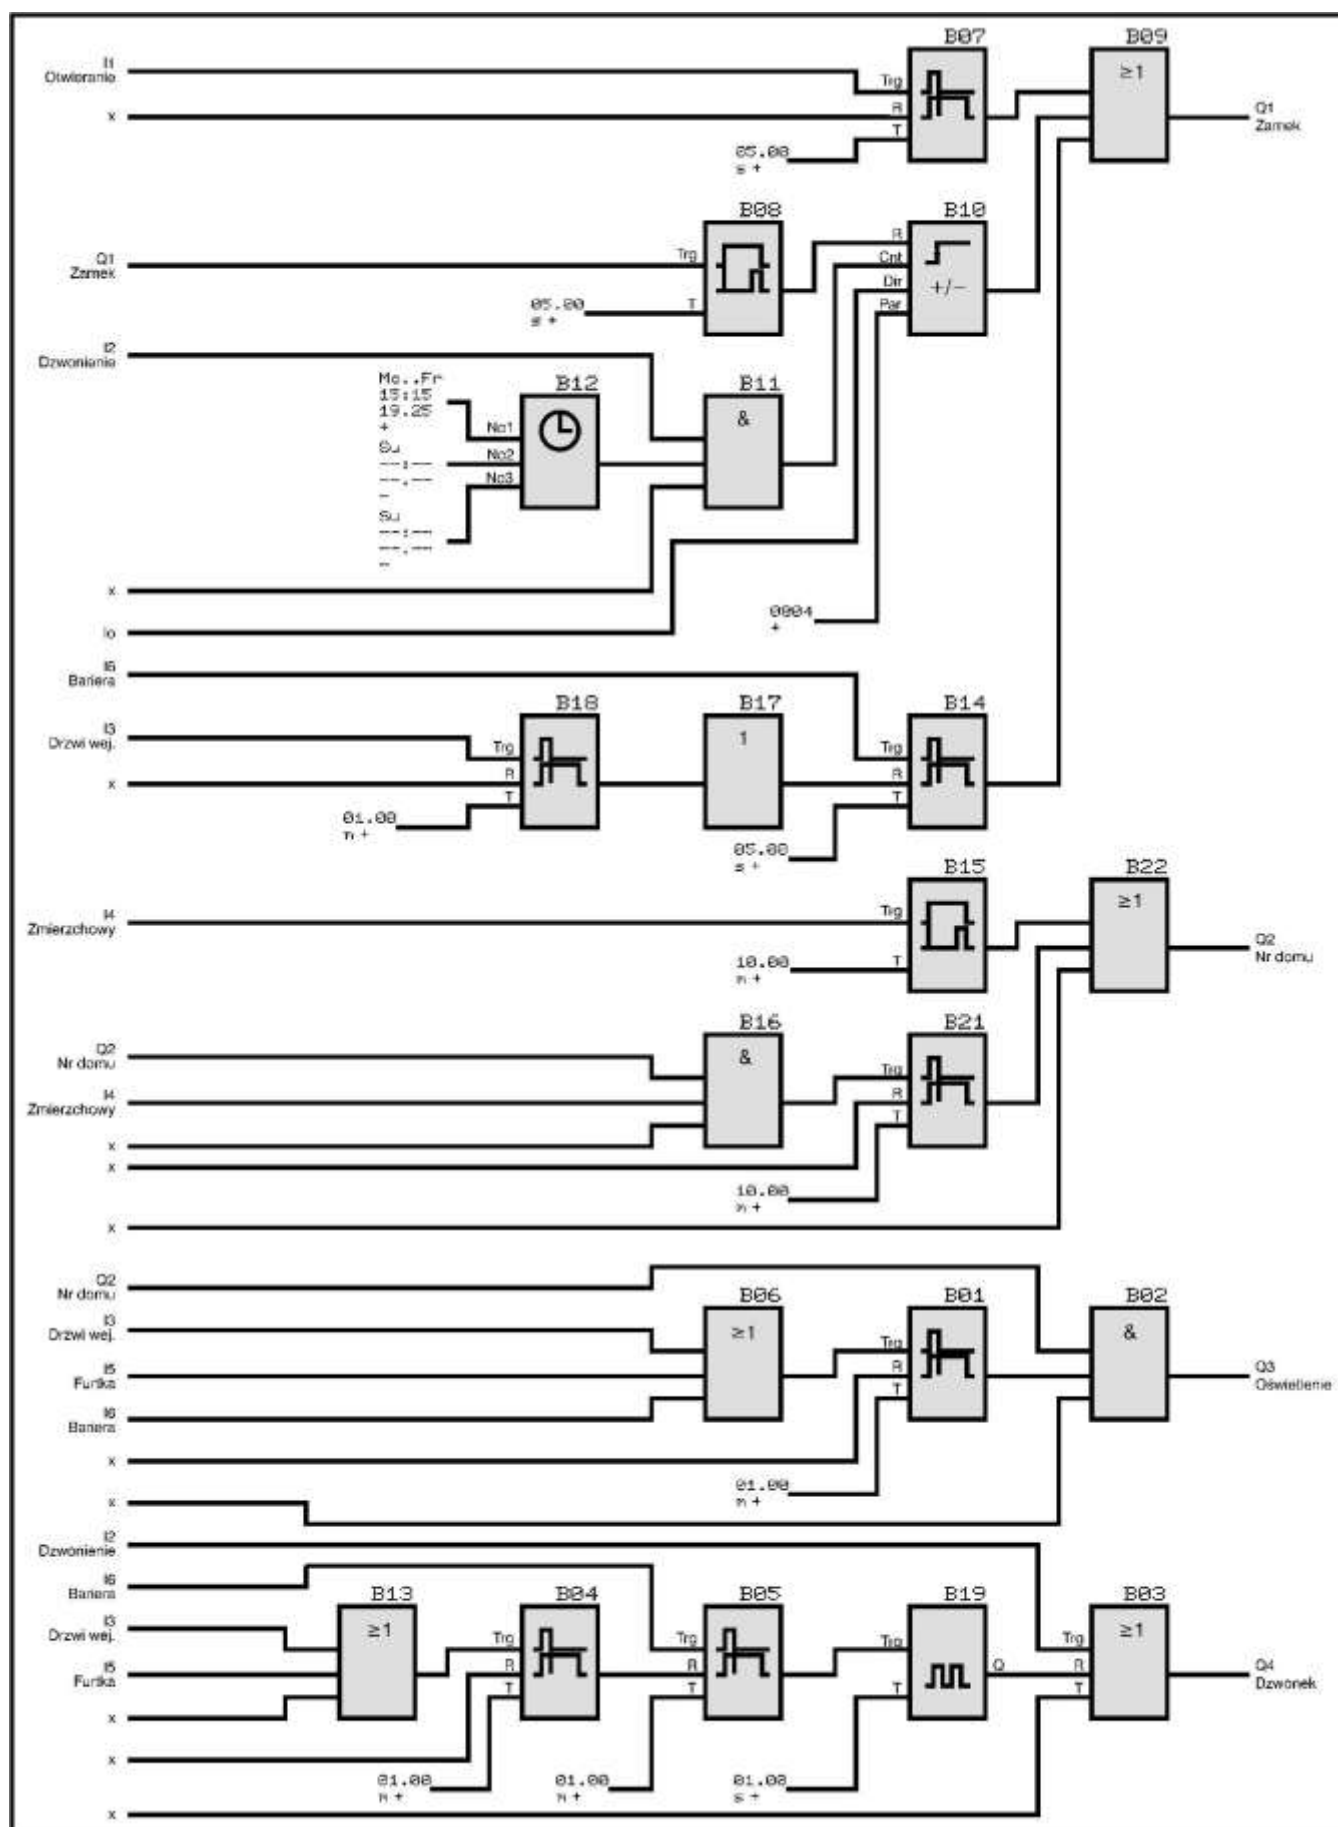 B07
B09
I1
Otwieranie
Trg
≥1
x
R
Q1
Zamek
T
05.00
s +
B08
B10
Q1
Zamek
Trg
R
Cnt
Dir
+/-
Par
05.00
s +
T
I2
Dzwonienie
Mo..Fr
15:15
19.25
+
B12
B11
No1
&
Su
--:--
--.--
-
No2
No3
Su
--:--
--.--
-
x
lo
0004
+
I6
Bariera
B18
B17
B14
I3
Drzwi wej.
Trg
1
Trg
x
R
R
T
T
01.00
m +
05.00
s +
B15
B22
I4
Zmierzchowy
Trg
≥1
10.00
m +
T
Q2
Nr domu
B16
B21
Q2
Nr domu
&
Trg
I4
Zmierzchowy
R
x
T
x
10.00
m +
x
Q2
Nr domu
B06
B01
B02
I3
Drzwi wej.
≥1
Trg
&
I5
Furtka
R
Q3
Oświetlenie
T
I6
Bariera
x
01.00
m +
x
I2
Dzwonienie
I6
Bariera
B13
B04
B05
B19
B03
I3
Drzwi wej.
≥1
Trg
Trg
Trg
Trg
≥1
I5
Furtka
R
R
Q
R
Q4
Dzwonek
T
T
T
T
x
x
01.00
m +
01.00
m +
01.00
s +
x